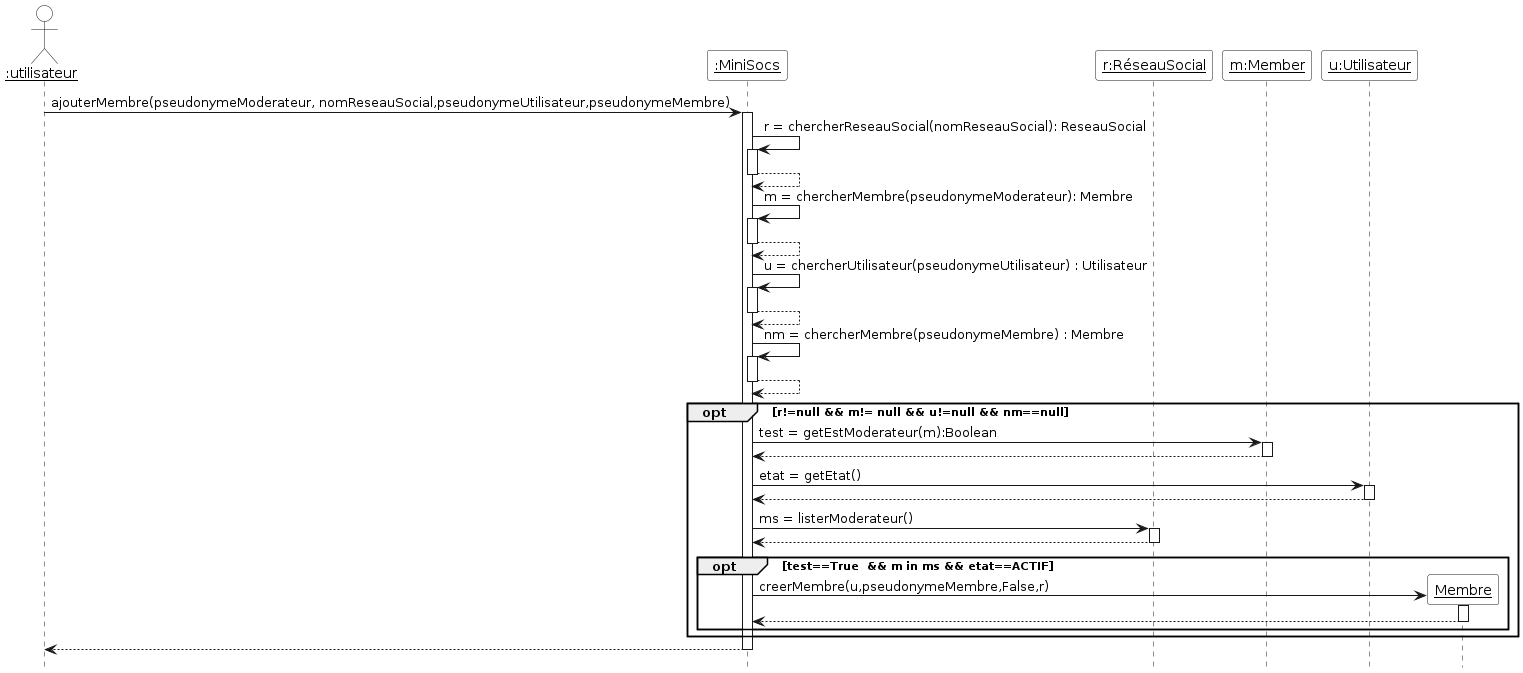 :utilisateur
:MiniSocs
r:RéseauSocial
m:Member
u:Utilisateur
ajouterMembre(pseudonymeModerateur, nomReseauSocial,pseudonymeUtilisateur,pseudonymeMembre)
r = chercherReseauSocial(nomReseauSocial): ReseauSocial
m = chercherMembre(pseudonymeModerateur): Membre
u = chercherUtilisateur(pseudonymeUtilisateur) : Utilisateur
nm = chercherMembre(pseudonymeMembre) : Membre
opt [r!=null && m!= null && u!=null && nm==null]
test = getEstModerateur(m):Boolean
etat = getEtat()
ms = listerModerateur()
opt [test==True  && m in ms && etat==ACTIF]
creerMembre(u,pseudonymeMembre,False,r)
Membre